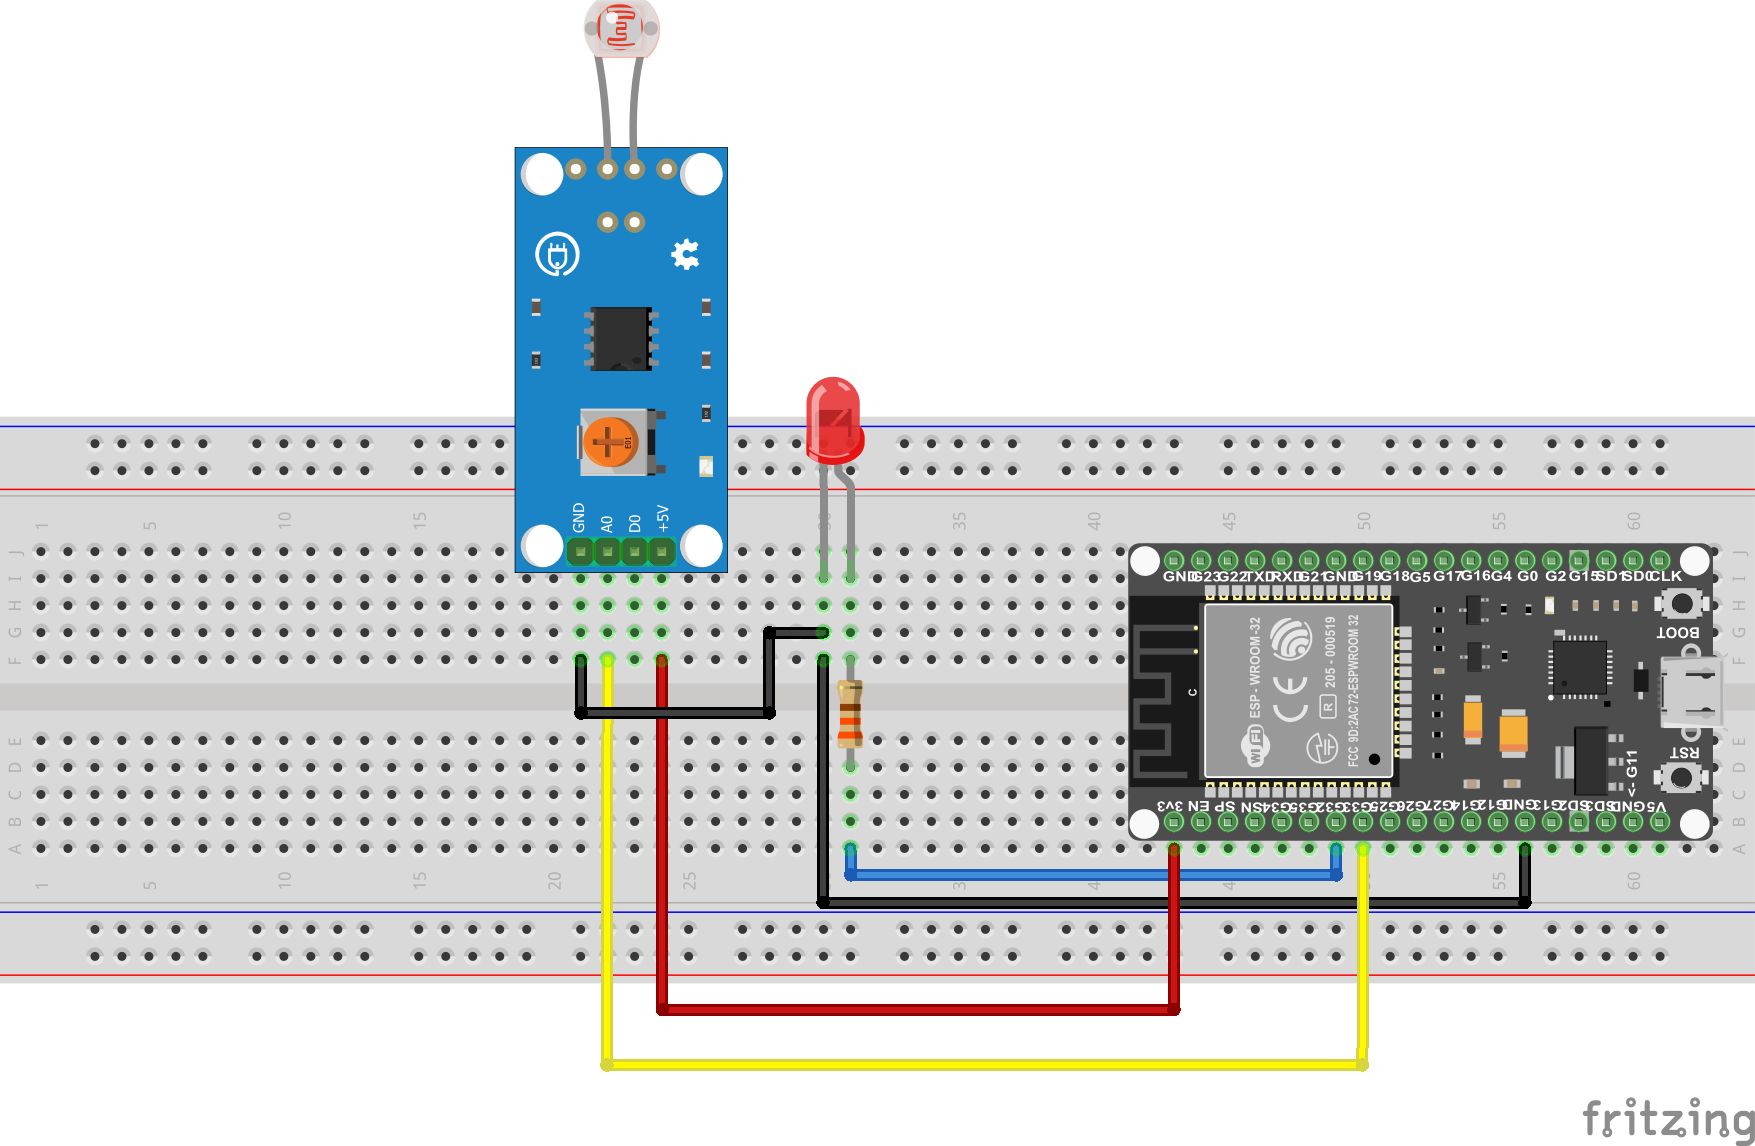 E01
GND A0 D0 +5V
1 5 10 15 35 40 45 50 55 60
J J
I I
H H
G G
F F
E E
D D
C C
B B
A A
GND G23 G22 TXD RXD G21 GND G19 G18 G5 G17 G16 G4 G0 G2 G15 SD1 SD0 CLK
BOOT
C
Wi Fi ESP - WROOM-32
CE
R 205 - 000519
FCC 9D:2AC72-ESPWROOM 32
RST
<- G11
3v3 EN SP SN G34 G35 G32 G33 G25 G26 G27 G14 G12 GND G13 SD2 SD3 GND V5
1 5 10 15 20 25 3 4 4 55 60
fritzing